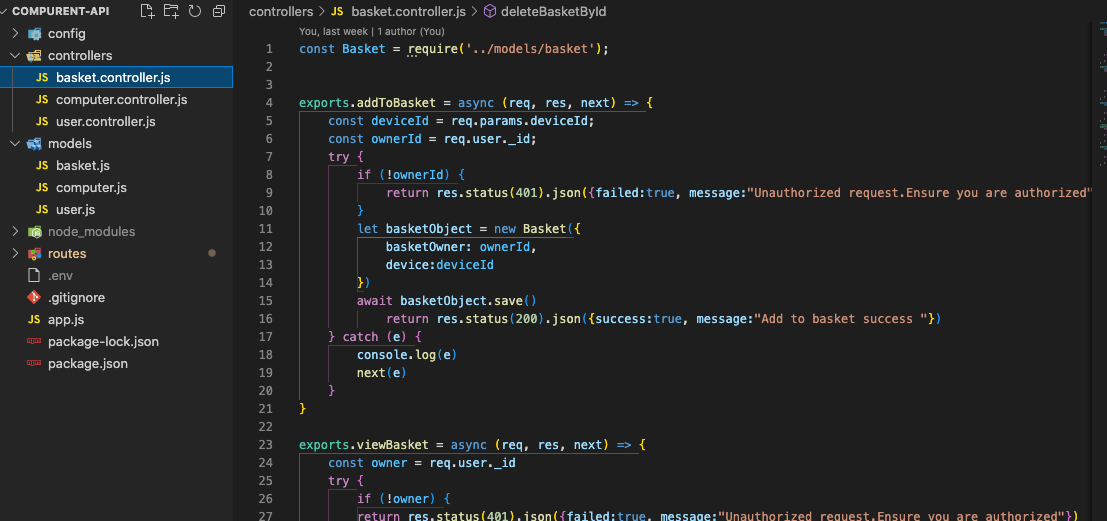 COMPURENT-API
config
controllers
JS basket.controller.js
JS computer.controller.js
JS user.controller.js
models
JS basket.js
JS computer.js
JS user.js
node_modules
routes
.env
.gitignore
JS app.js
package-lock.json
package.json
controllers > JS basket.controller.js > deleteBasketById
You, last week | 1 author (You)
1 const Basket = require('../models/basket');
2
3
4 exports.addToBasket = async (req, res, next) => {
5 const deviceId = req.params.deviceId;
6 const ownerId = req.user._id;
7 try {
8 if (!ownerId) {
9 return res.status(401).json({failed:true, message:"Unauthorized request.Ensure you are authorized"
10 }
11 let basketObject = new Basket({
12 basketOwner: ownerId,
13 device:deviceId
14 })
15 await basketObject.save()
16 return res.status(200).json({success:true, message:"Add to basket success "})
17 } catch (e) {
18 console.log(e)
19 next(e)
20 }
21 }
22
23 exports.viewBasket = async (req, res, next) => {
24 const owner = req.user._id
25 try {
26 if (!owner) {
27 return res.status(401).json({failed:true, message:"Unauthorized request.Ensure you are authorized"})